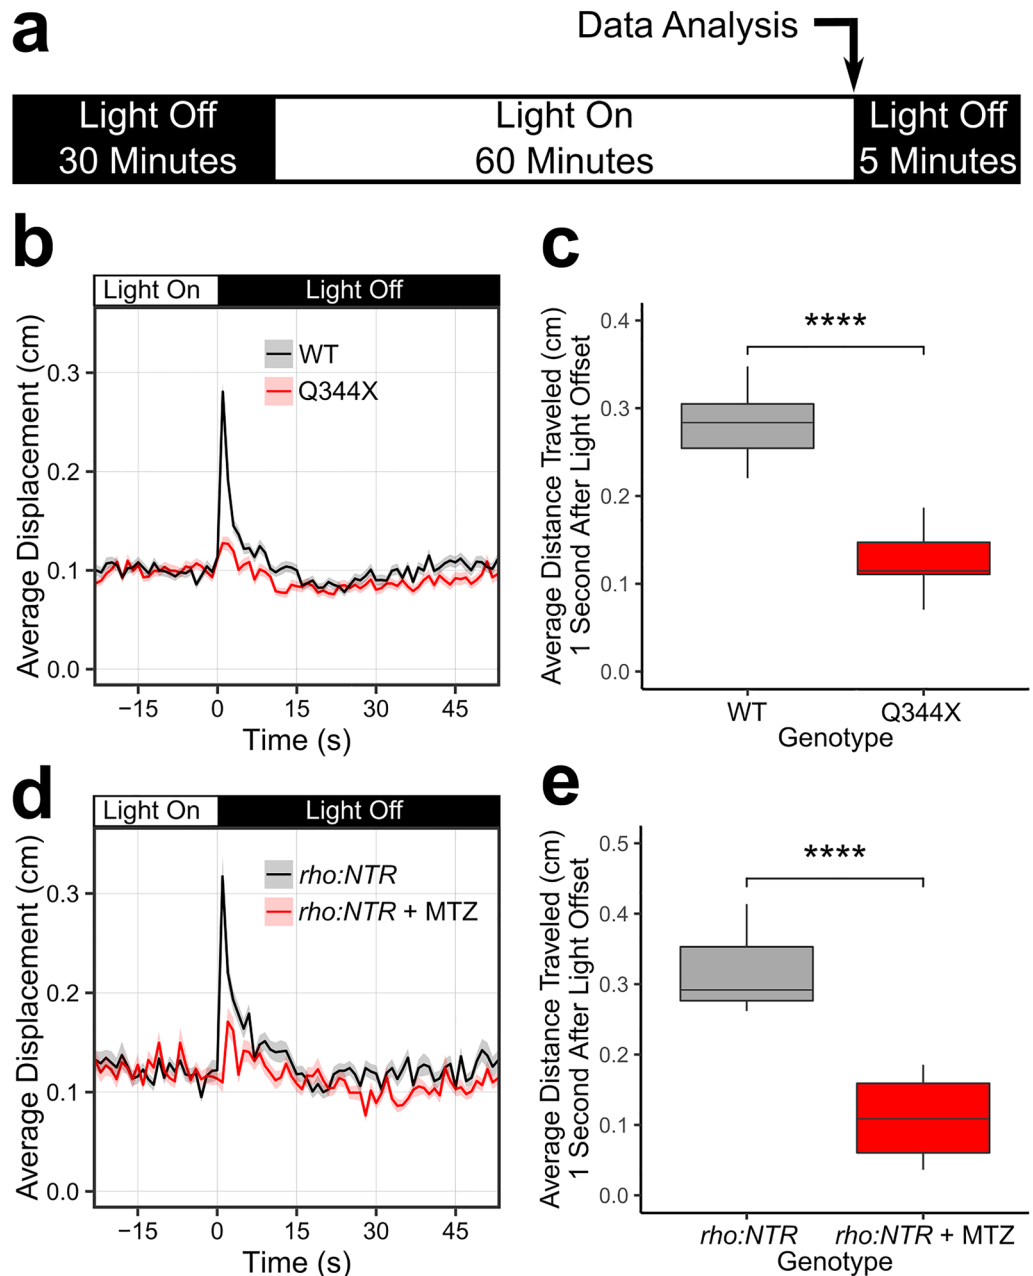 a
Data Analysis
Light Off
30 Minutes
Light On
60 Minutes
Light Off
5 Minutes
b
Light On
Light Off
Average Displacement (cm)
0.3
0.2
0.1
0.0
WT
Q344X
−15
0
15
30
45
Time (s)
c
Average Distance Traveled (cm)
1 Second After Light Offset
0.4
0.3
0.2
0.1
0.0
****
WT
Q344X
Genotype
d
Light On
Light Off
Average Displacement (cm)
0.3
0.2
0.1
0.0
rho:NTR
rho:NTR + MTZ
−15
0
15
30
45
Time (s)
e
Average Distance Traveled (cm)
1 Second After Light Offset
0.5
0.4
0.3
0.2
0.1
0.0
****
rho:NTR
rho:NTR + MTZ
Genotype